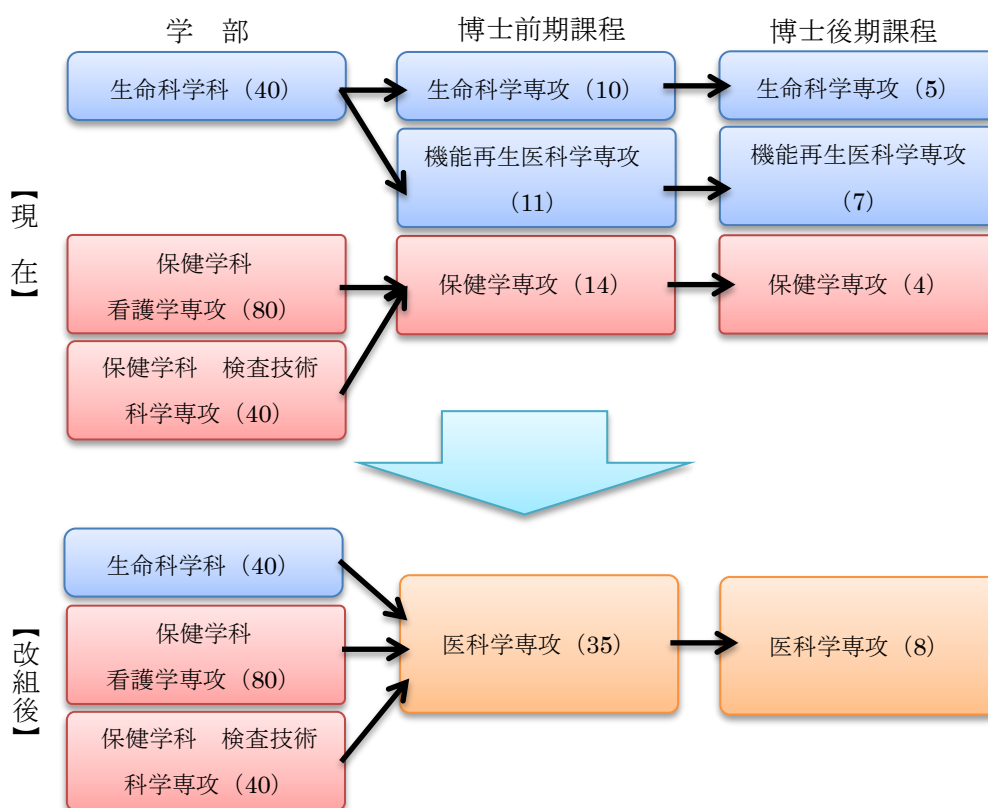 学　部
博士前期課程
博士後期課程
生命科学科（40）
生命科学専攻（10）
生命科学専攻（5）
機能再生医科学専攻
（11）
機能再生医科学専攻
（7）
【現　在】
保健学科
看護学専攻（80）
保健学専攻（14）
保健学専攻（4）
保健学科　検査技術
科学専攻（40）
生命科学科（40）
【改組後】
保健学科
看護学専攻（80）
医科学専攻（35）
医科学専攻（8）
保健学科　検査技術
科学専攻（40）